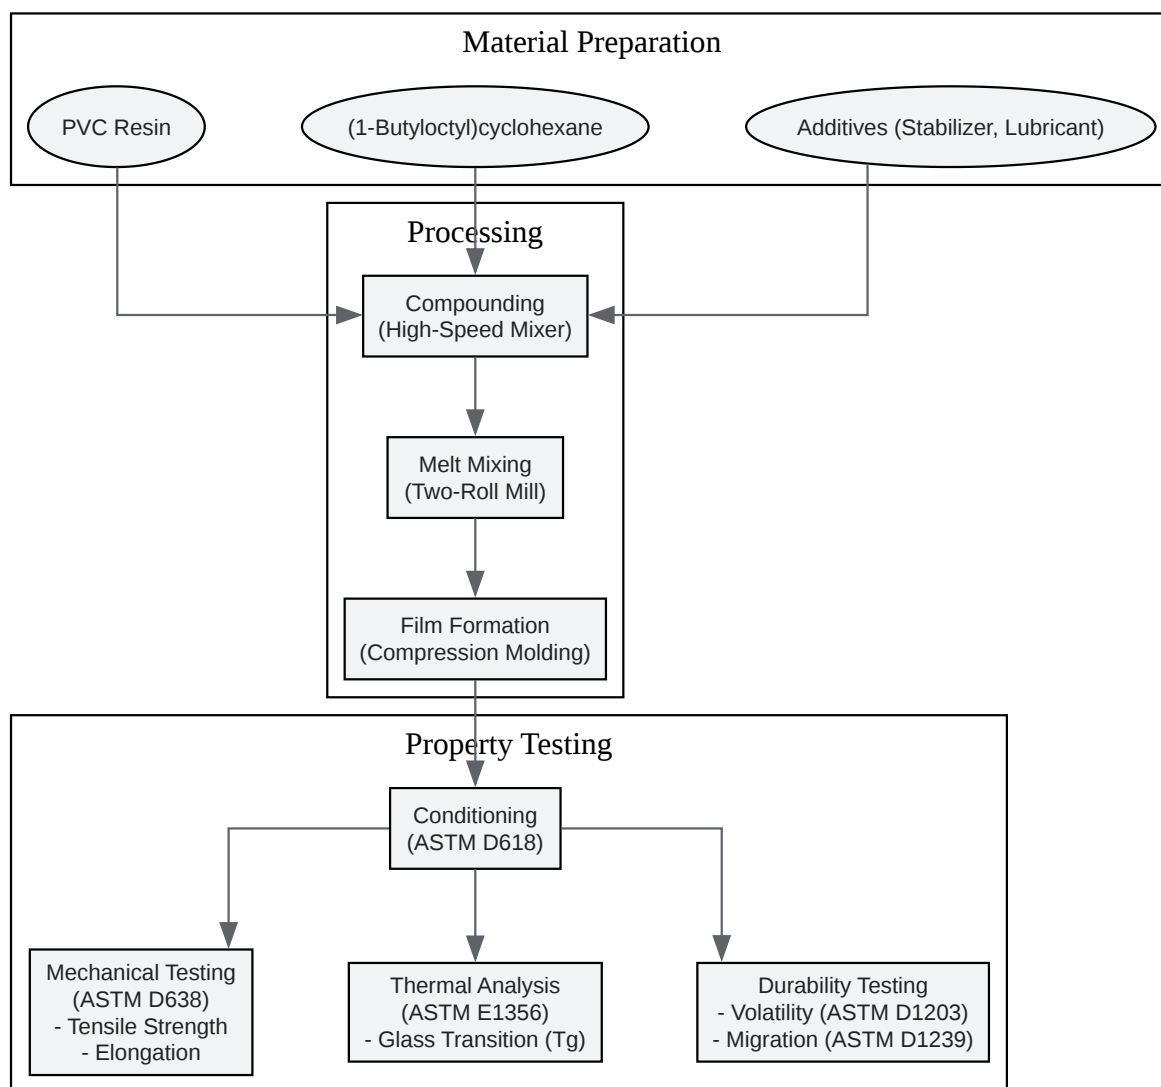 Material Preparation
PVC Resin
(1-Butyloctyl)cyclohexane
Additives (Stabilizer, Lubricant)
Processing
Compounding
(High-Speed Mixer)
Melt Mixing
(Two-Roll Mill)
Film Formation
(Compression Molding)
Property Testing
Conditioning
(ASTM D618)
Mechanical Testing
(ASTM D638)
- Tensile Strength
- Elongation
Thermal Analysis
(ASTM E1356)
- Glass Transition (Tg)
Durability Testing
- Volatility (ASTM D1203)
- Migration (ASTM D1239)